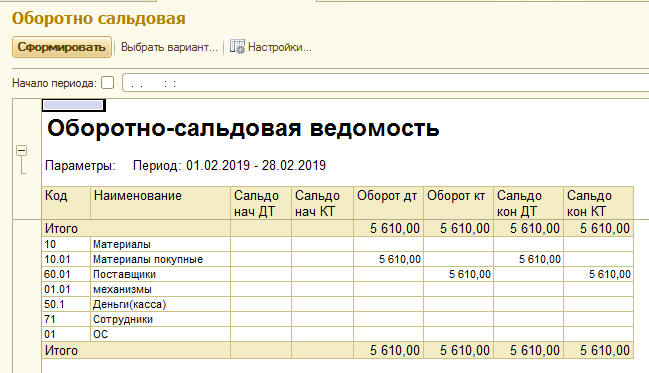 Оборотно сальдовая
Сформировать Выбрать вариант... Настройки...
Начало периода: . . : :
Оборотно-сальдовая ведомость
Параметры: Период: 01.02.2019 - 28.02.2019
Код Наименование Сальдо нач ДТ Сальдо нач КТ Оборот дт Оборот кт Сальдо кон ДТ Сальдо кон КТ
Итого 5 610,00 5 610,00 5 610,00 5 610,00
10 Материалы
10.01 Материалы покупные 5 610,00 5 610,00
60.01 Поставщики 5 610,00 5 610,00
01.01 механизмы
50.1 Деньги(касса)
71 Сотрудники
01 ОС
Итого 5 610,00 5 610,00 5 610,00 5 610,00